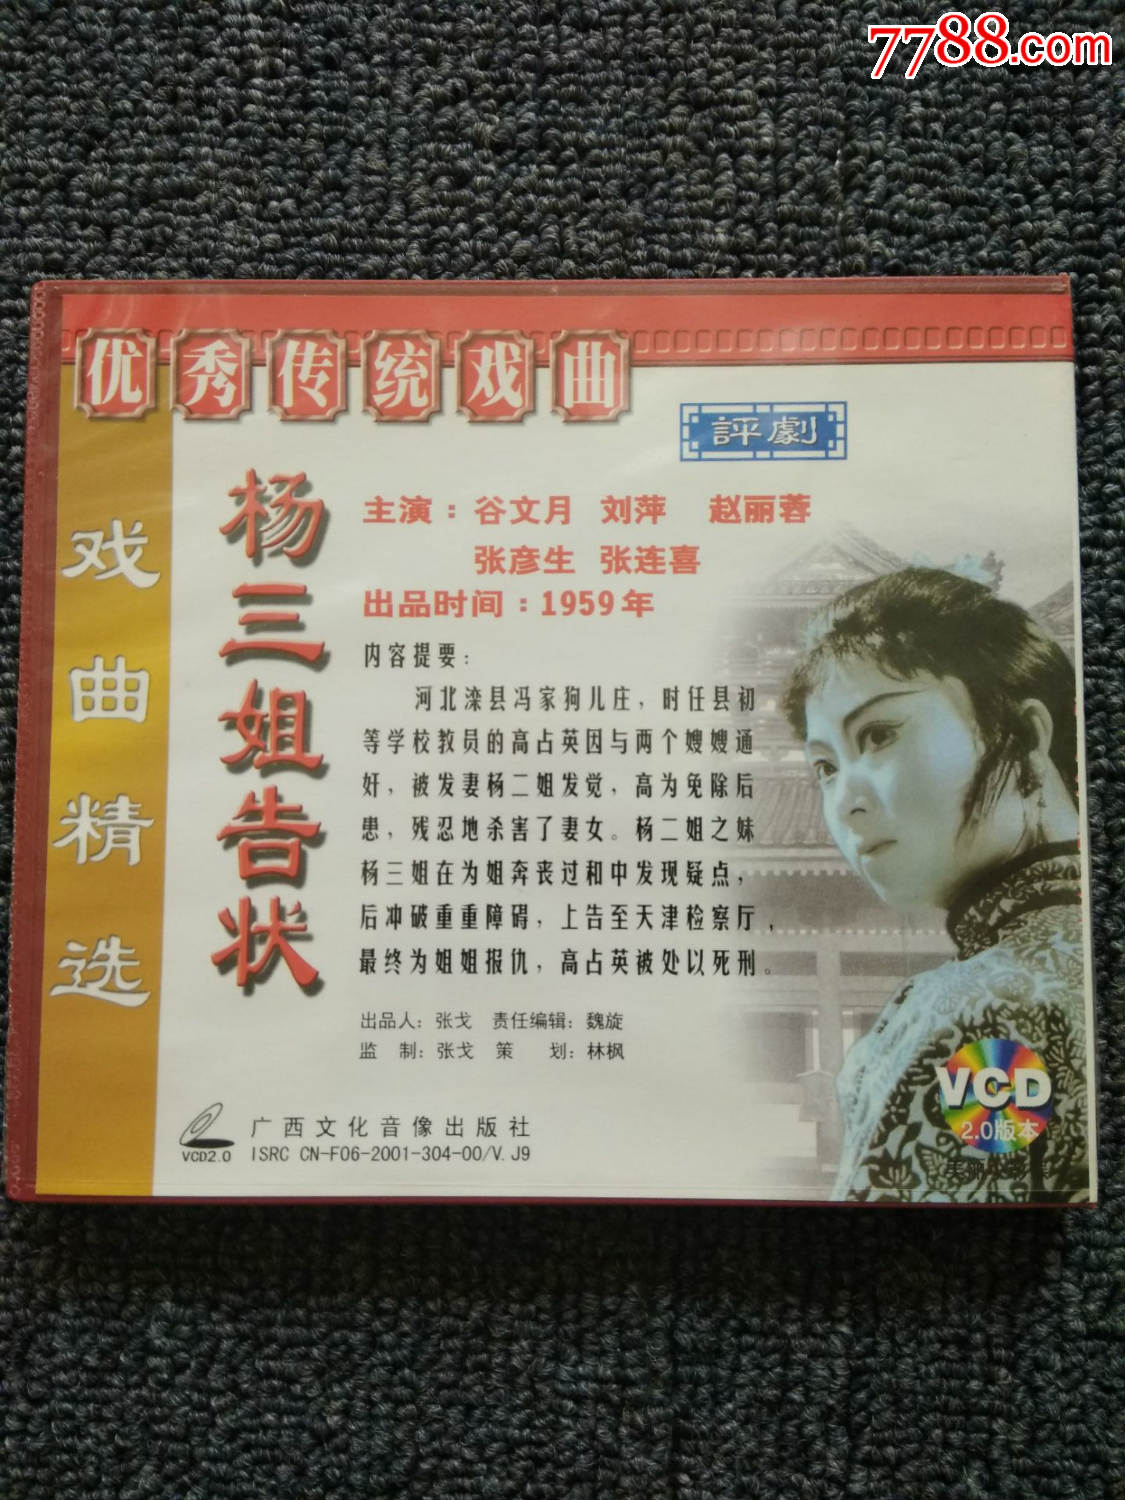 7788.com
优秀传统戏曲
評劇
戏曲精选
杨三姐告状
主演：谷文月 刘萍 赵丽蓉
张彦生 张连喜
出品时间：1959年
内容提要：
河北滦县冯家狗儿庄，时任县初
等学校教员的高占英因与两个嫂嫂通
奸，被发妻杨二姐发觉，高为免除后
患，残忍地杀害了妻女。杨二姐之妹
杨三姐在为姐奔丧过和中发现疑点，
后冲破重重障碍，上告至天津检察厅，
最终为姐姐报仇，高占英被处以死刑。
出品人：张戈 责任编辑：魏旋
监 制：张戈 策 划：林枫
VCD2.0
广西文化音像出版社
ISRC CN-F06-2001-304-00/V.J9
VCD
2.0版本